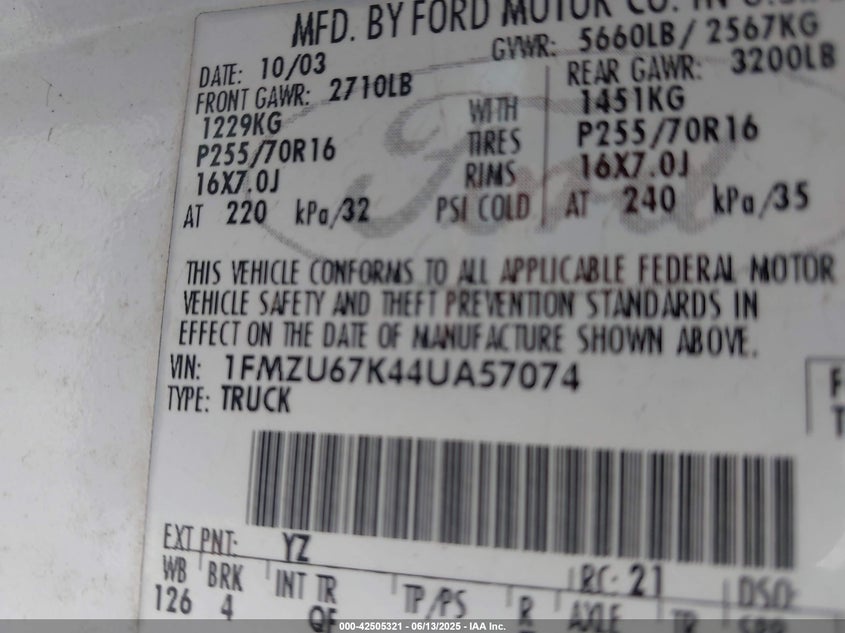 MFD. BY FORD MOTOR CO. IN U.S.A.
DATE: 10/03 GVWR: 5660LB/ 2567KG
FRONT GAWR: 2710LB REAR GAWR: 3200LB
1229KG WITH 1451KG
P255/70R16 TIRES P255/70R16
16X7.0J RIMS 16X7.0J
AT 220 kPa/32 PSI COLD AT 240 kPa/35
THIS VEHICLE CONFORMS TO ALL APPLICABLE FEDERAL MOTOR
VEHICLE SAFETY AND THEFT PREVENTION STANDARDS IN
EFFECT ON THE DATE OF MANUFACTURE SHOWN ABOVE.
VIN: 1FMZU67K44UA57074
TYPE: TRUCK
F
T
EXT PNT: YZ RC: 21 DSO:
WB BRK INT TR TP/PS R AXLE TR
126 4 QF
000-42505321 - 06/13/2025 - IAA Inc.